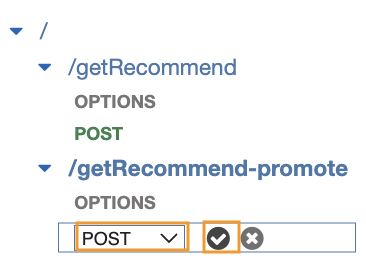 /
/getRecommend
OPTIONS
POST
/getRecommend-promote
OPTIONS
POST